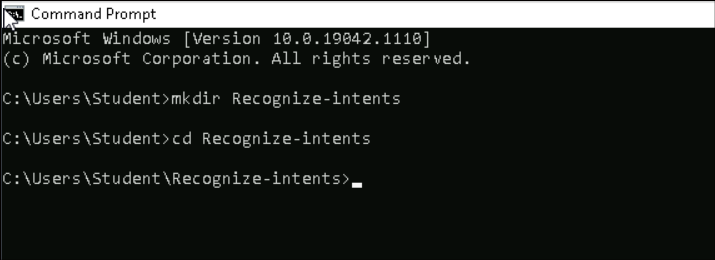 Command Prompt
Microsoft Windows [Version 10.0.19042.1110]
(c) Microsoft Corporation. All rights reserved.
C:\Users\Student>mkdir Recognize-intents
C:\Users\Student>cd Recognize-intents
C:\Users\Student\Recognize-intents>